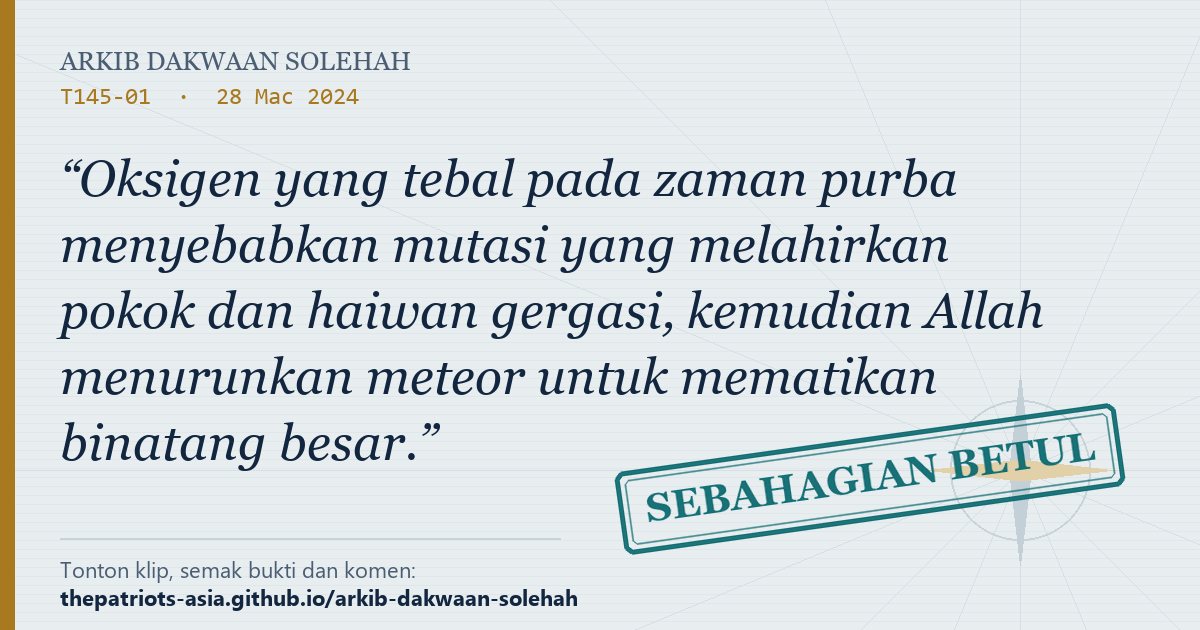 ARKIB DAKWAAN SOLEHAH
T145-01 · 28 Mac 2024
“Oksigen yang tebal pada zaman purba
menyebabkan mutasi yang melahirkan
pokok dan haiwan gergasi, kemudian Allah
menurunkan meteor untuk mematikan
binatang besar.”
SEBAHAGIAN BETUL
Tonton klip, semak bukti dan komen:
thepatriots-asia.github.io/arkib-dakwaan-solehah